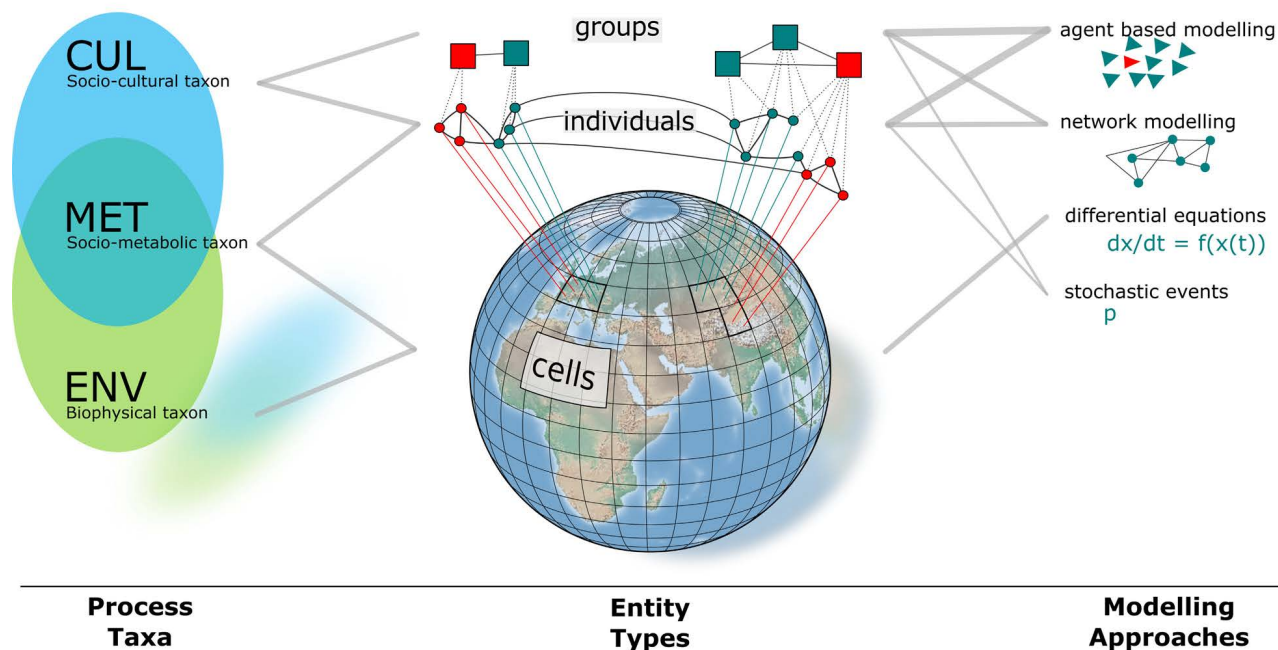 CUL
Socio-cultural taxon
MET
Socio-metabolic taxon
ENV
Biophysical taxon
groups
individuals
cells
agent based modelling
network modelling
differential equations
dx/dt = f(x(t))
stochastic events
p
Process
Taxa
Entity
Types
Modelling
Approaches